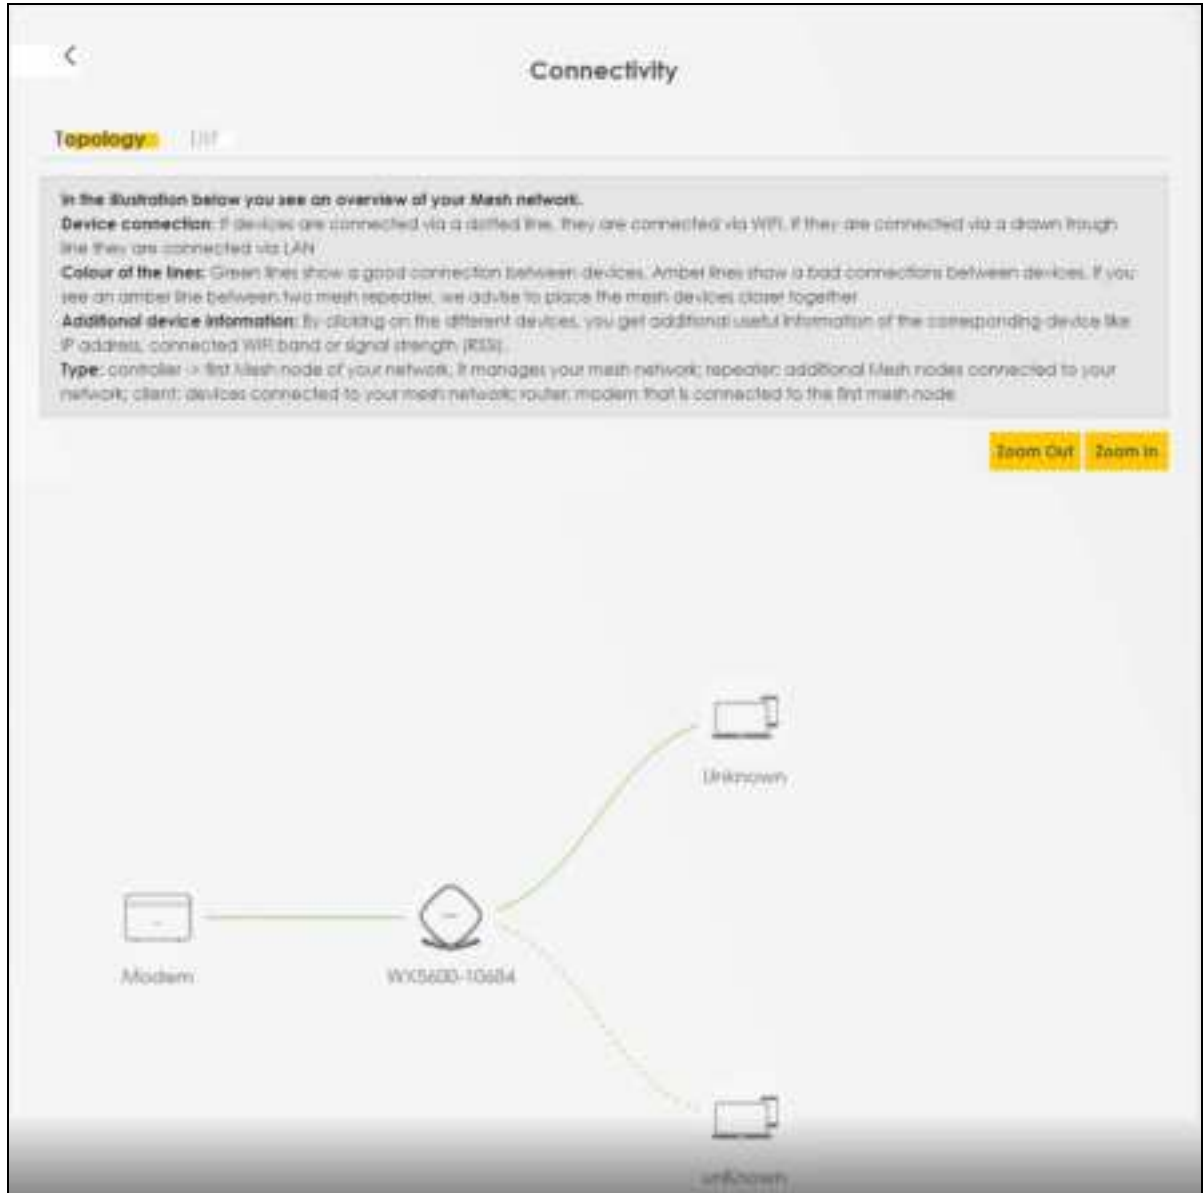 Connectivity
Topology List
In the illustration below you see an overview of your Mesh network.
Device connection: If devices are connected via a dotted line, they are connected via WiFi. If they are connected via a drawn trough
line they are connected via LAN
Colour of the lines: Green lines show a good connection between devices. Amber lines show a bad connections between devices. If you
see an amber line between two mesh repeater, we advise to place the mesh devices closer together
Additional device information: By clicking on the different devices, you get additional useful information of the corresponding device like
IP address, connected WiFi band or signal strength (RSSI).
Type: controller -> first Mesh node of your network. It manages your mesh network; repeater: additional Mesh nodes connected to your
network; client: devices connected to your mesh network; router: modem that is connected to the first mesh node
Zoom Out Zoom In
Unknown
Modem
WX5600-10684
unKnown